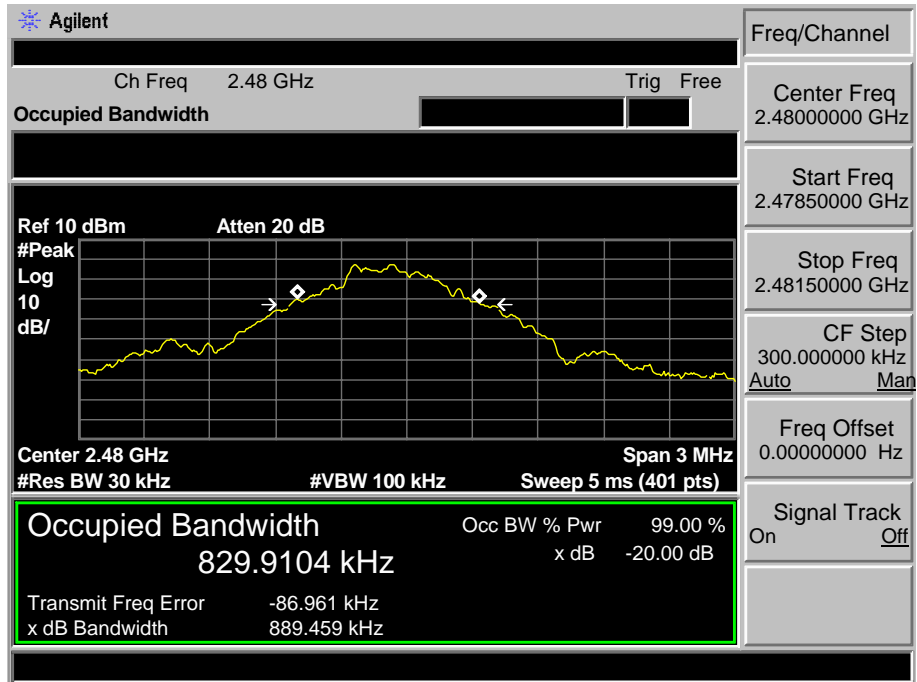 Agilent
Freq/Channel
Ch Freq 2.48 GHz Trig Free
Occupied Bandwidth
Center Freq
2.48000000 GHz
Start Freq
2.47850000 GHz
Stop Freq
2.48150000 GHz
CF Step
300.000000 kHz
Auto Man
Freq Offset
0.00000000 Hz
Signal Track
On Off
Ref 10 dBm Atten 20 dB
#Peak
Log
10
dB/
Center 2.48 GHz Span 3 MHz
#Res BW 30 kHz #VBW 100 kHz Sweep 5 ms (401 pts)
Occupied Bandwidth Occ BW % Pwr 99.00 %
829.9104 kHz x dB -20.00 dB
Transmit Freq Error -86.961 kHz
x dB Bandwidth 889.459 kHz